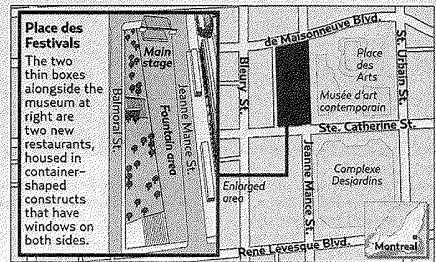 Place des
Festivals
The two
thin boxes
alongside the
museum at
right are
two new
restaurants,
housed in
container-
shaped
constructs
that have
windows on
both sides.
Main
stage
Balmoral St.
Fountain area
Jeanne Mance St.
de Maisonneuve Blvd.
Bleury St.
Place
des
Arts
St. Urbain St.
Musée d'art
contemporain
Ste. Catherine St.
Enlarged
area
Jeanne Mance St.
Complexe
Desjardins
René Lévesque Blvd.
Montreal